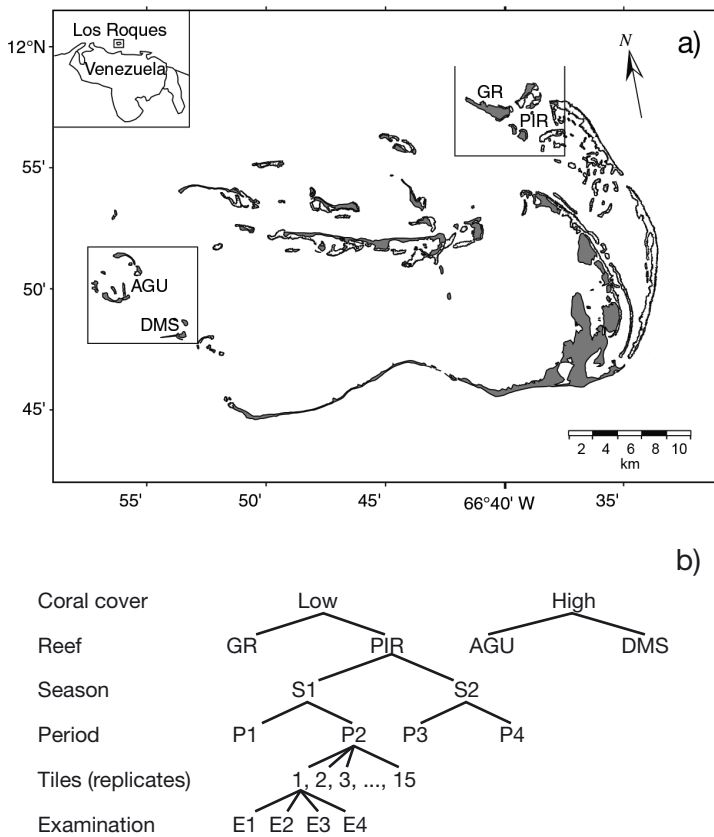 a)
Los Roques
Venezuela
N
12°N
55'
50'
45'
GR
PIR
AGU
DMS
2 4 6 8 10
km
55' 50' 45' 66°40' W 35'
b)
Coral cover Low High
Reef GR PIR AGU DMS
Season S1 S2
Period P1 P2 P3 P4
Tiles (replicates) 1, 2, 3, ..., 15
Examination E1 E2 E3 E4